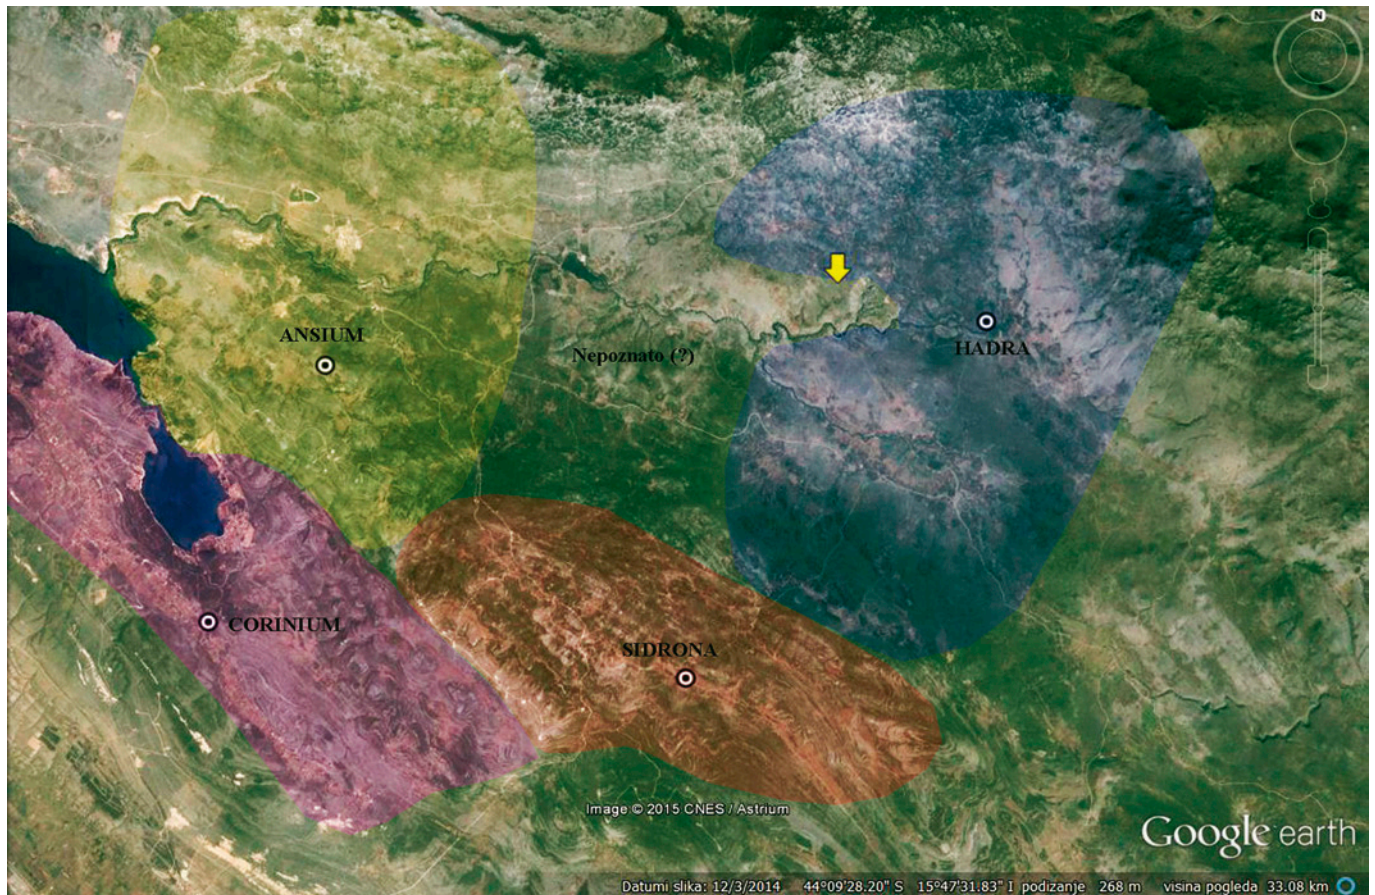 N
ANSIUM
Nepoznato (?)
HADRA
CORINIUM
SIDRONA
Image © 2015 CNES / Astrium
Google earth
Datumi slika: 12/3/2014 44°09'28.20" S 15°47'31.83" I podizanje 268 m visina pogleda 33.08 km